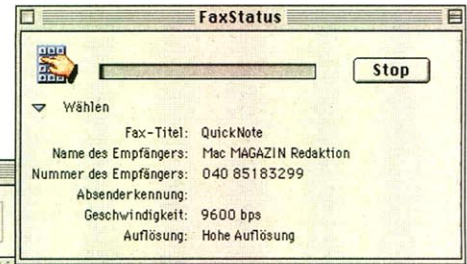 FaxStatus
Stop
Wählen
Fax-Titel: QuickNote
Name des Empfängers: Mac MAGAZIN Redaktion
Nummer des Empfängers: 040 85183299
Absenderkennung:
Geschwindigkeit: 9600 bps
Auflösung: Hohe Auflösung